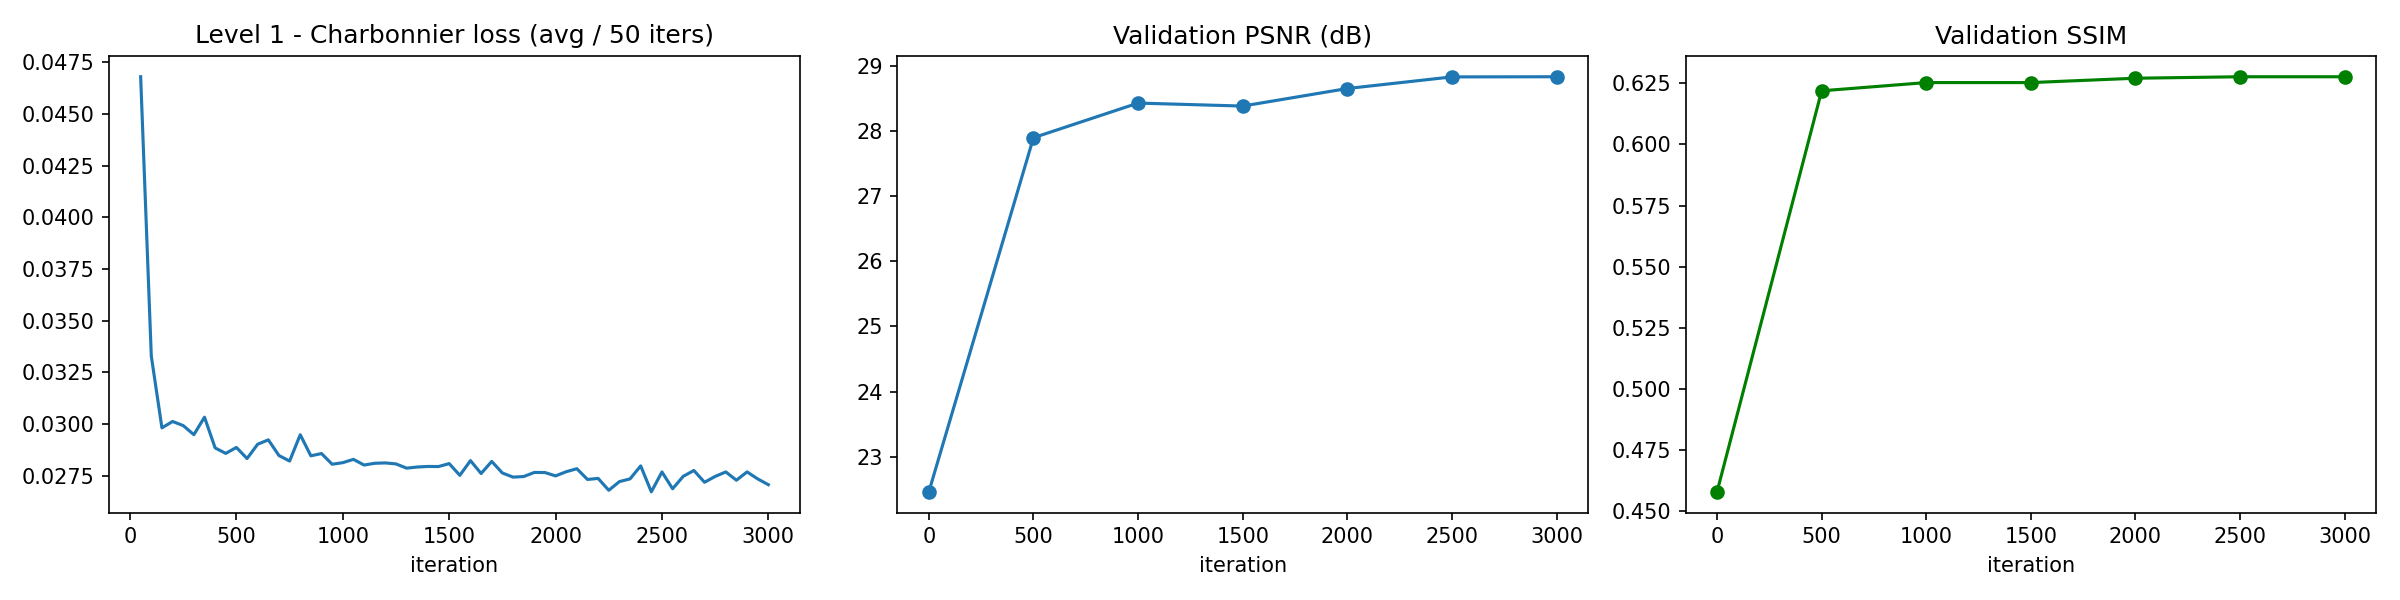 Level 1 - Charbonnier loss (avg / 50 iters)
0.0475
0.0450
0.0425
0.0400
0.0375
0.0350
0.0325
0.0300
0.0275
0 500 1000 1500 2000 2500 3000
iteration
Validation PSNR (dB)
29
28
27
26
25
24
23
0 500 1000 1500 2000 2500 3000
iteration
Validation SSIM
0.625
0.600
0.575
0.550
0.525
0.500
0.475
0.450
0 500 1000 1500 2000 2500 3000
iteration